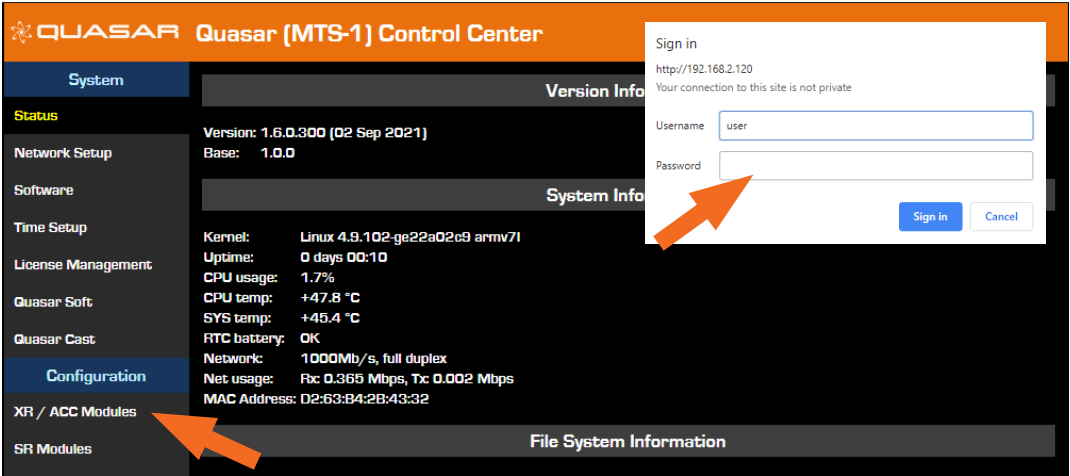 QUASAR Quasar (MTS-1) Control Center
System
Status
Network Setup
Software
Time Setup
License Management
Quasar Soft
Quasar Cast
Configuration
XR / ACC Modules
SR Modules
Version Info
Version: 1.6.0.300 (02 Sep 2021)
Base: 1.0.0
System Info
Kernel: Linux 4.9.102-ge22a02c9 armv7l
Uptime: 0 days 00:10
CPU usage: 1.7%
CPU temp: +47.8 °C
SYS temp: +45.4 °C
RTC battery: OK
Network: 1000Mb/s, full duplex
Net usage: Rx: 0.365 Mbps, Tx: 0.002 Mbps
MAC Address: D2:63:B4:2B:43:32
File System Information
Sign in
http://192.168.2.120
Your connection to this site is not private
Username user
Password
Sign in Cancel